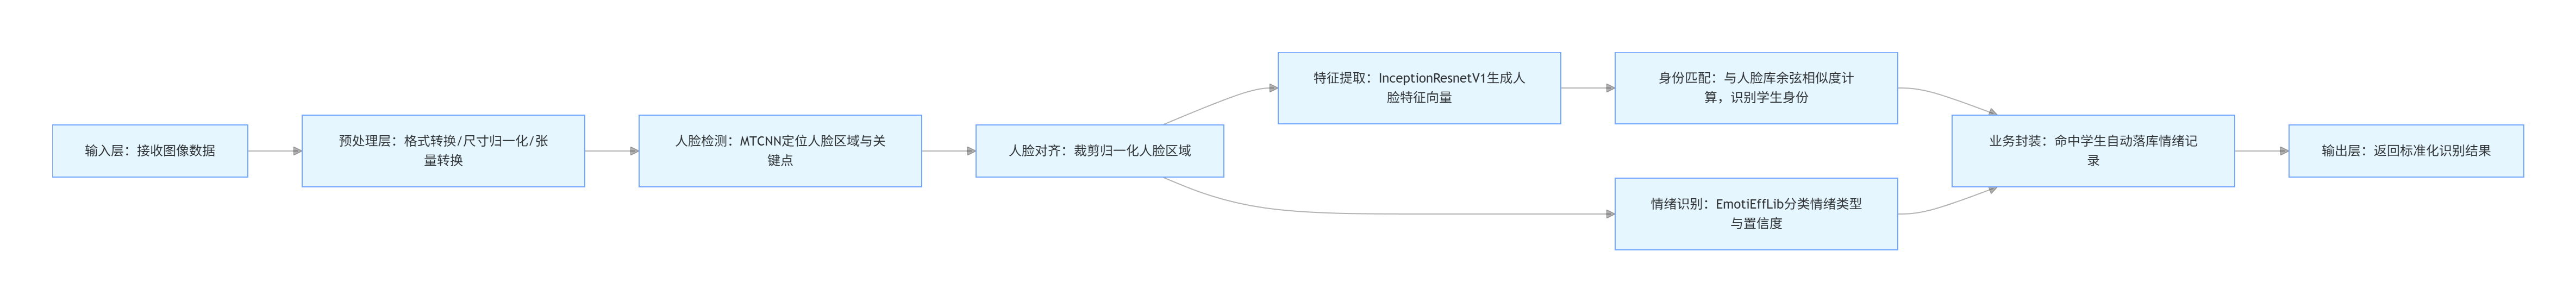 输入层：接收图像数据
预处理层：格式转换/尺寸归一化/张
量转换
人脸检测：MTCNN定位人脸区域与关
键点
人脸对齐：裁剪归一化人脸区域
特征提取：InceptionResnetV1生成人
脸特征向量
身份匹配：与人脸库余弦相似度计
算，识别学生身份
情绪识别：EmotiEffLib分类情绪类型
与置信度
业务封装：命中学生自动落库情绪记
录
输出层：返回标准化识别结果